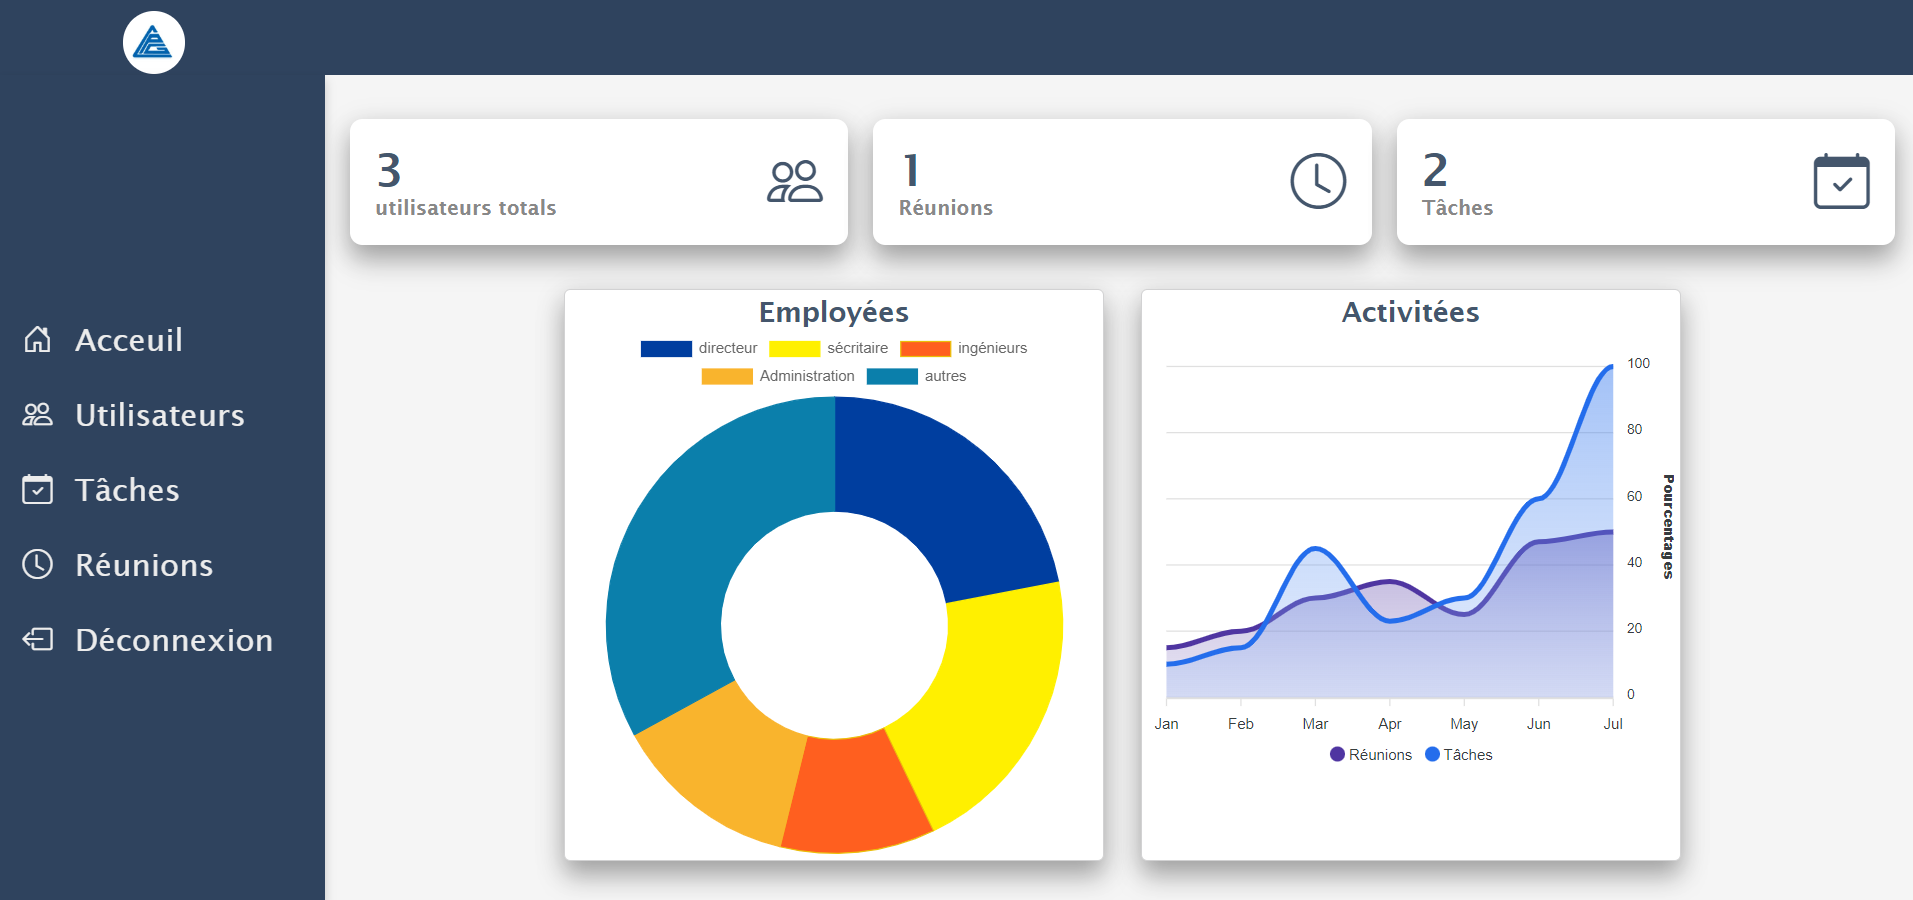 3
utilisateurs totals
1
Réunions
2
Tâches
Acceuil
Utilisateurs
Tâches
Réunions
Déconnexion
Employées
directeur sécritaire ingénieurs
Administration autres
Activitées
100
80
60
40
20
0
Pourcentages
Jan Feb Mar Apr May Jun Jul
Réunions Tâches